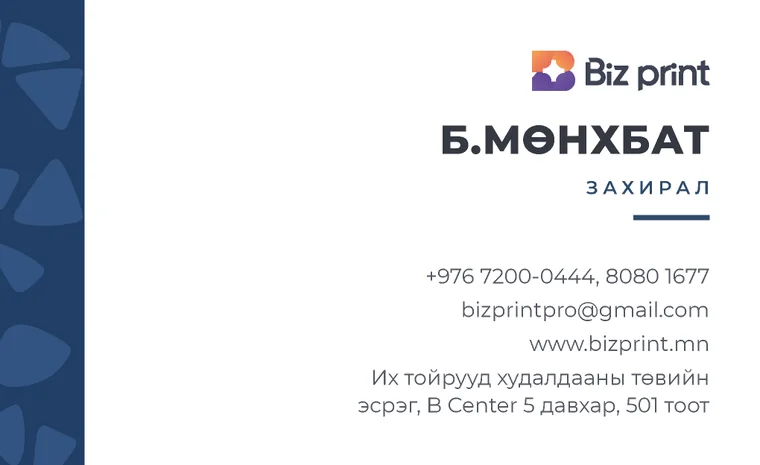 Biz print
Б.МӨНХБАТ
ЗАХИРАЛ
+976 7200-0444, 8080 1677
bizprintpro@gmail.com
www.bizprint.mn
Их тойрууд худалдааны төвийн
эсрэг, B Center 5 давхар, 501 тоот